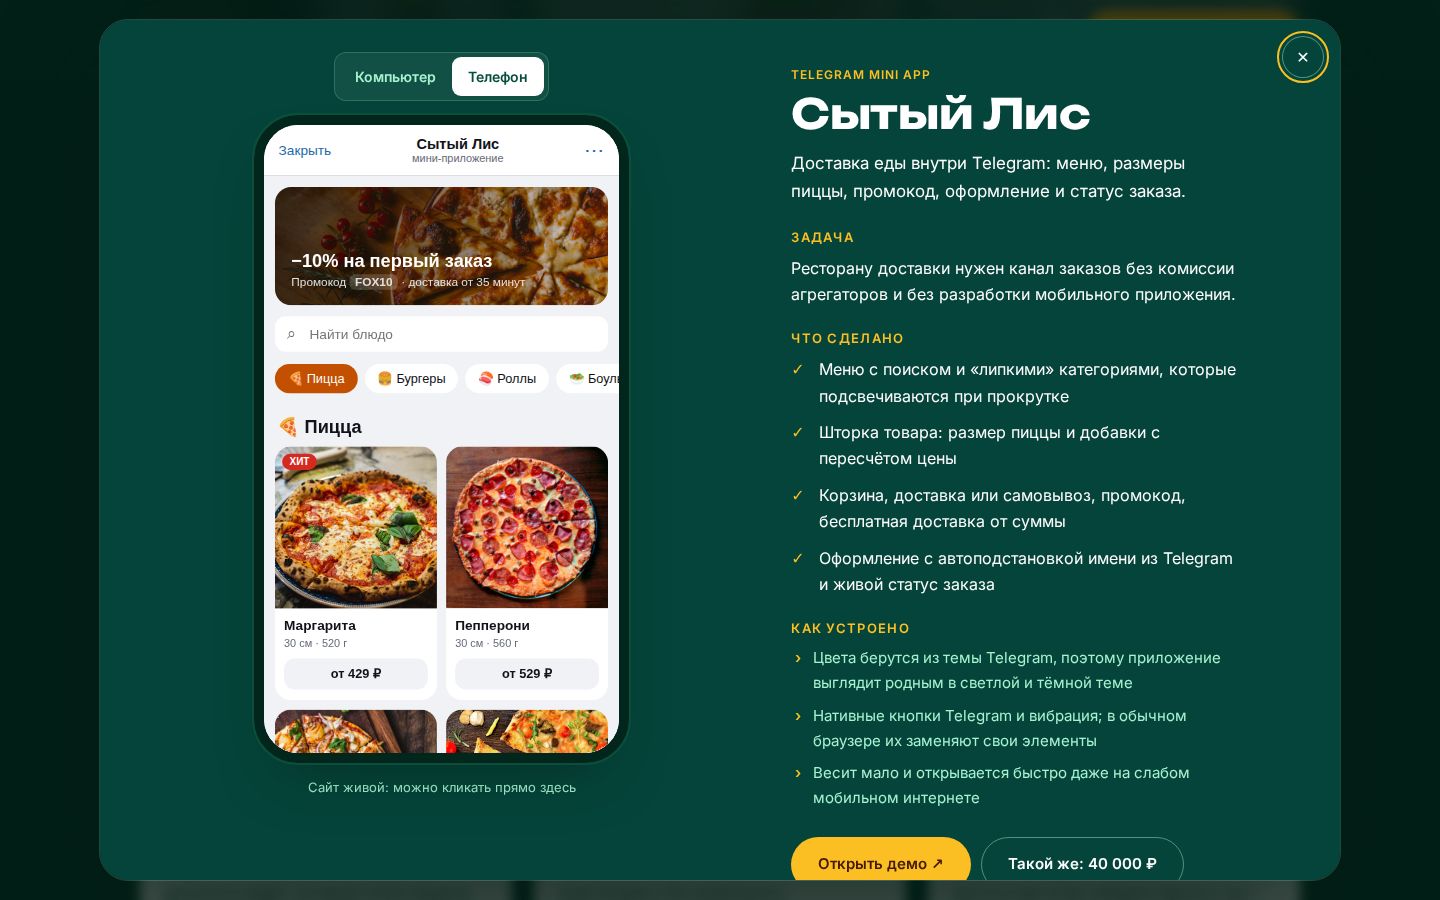 Компьютер
Телефон
Закрыть
Сытый Лис
мини-приложение
−10% на первый заказ
Промокод FOX10 · доставка от 35 минут
Найти блюдо
Пицца
Бургеры
Роллы
Боулы
Пицца
ХИТ
Маргарита
30 см · 520 г
от 429 ₽
Пепперони
30 см · 560 г
от 529 ₽
Сайт живой: можно кликать прямо здесь
TELEGRAM MINI APP
Сытый Лис
Доставка еды внутри Telegram: меню, размеры
пиццы, промокод, оформление и статус заказа.
ЗАДАЧА
Ресторану доставки нужен канал заказов без комиссии
агрегаторов и без разработки мобильного приложения.
ЧТО СДЕЛАНО
✓ Меню с поиском и «липкими» категориями, которые
подсвечиваются при прокрутке
✓ Шторка товара: размер пиццы и добавки с
пересчётом цены
✓ Корзина, доставка или самовывоз, промокод,
бесплатная доставка от суммы
✓ Оформление с автоподстановкой имени из Telegram
и живой статус заказа
КАК УСТРОЕНО
› Цвета берутся из темы Telegram, поэтому приложение
выглядит родным в светлой и тёмной теме
› Нативные кнопки Telegram и вибрация; в обычном
браузере их заменяют свои элементы
› Весит мало и открывается быстро даже на слабом
мобильном интернете
Открыть демо ↗
Такой же: 40 000 ₽